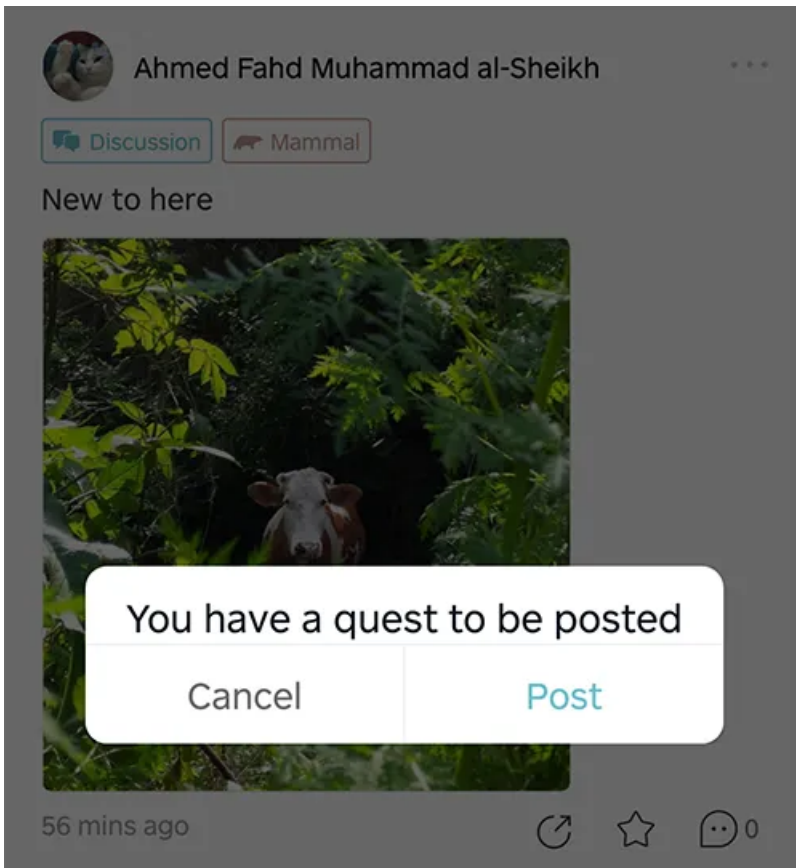 Ahmed Fahd Muhammad al-Sheikh
Discussion Mammal
New to here
You have a quest to be posted
Cancel Post
56 mins ago 0